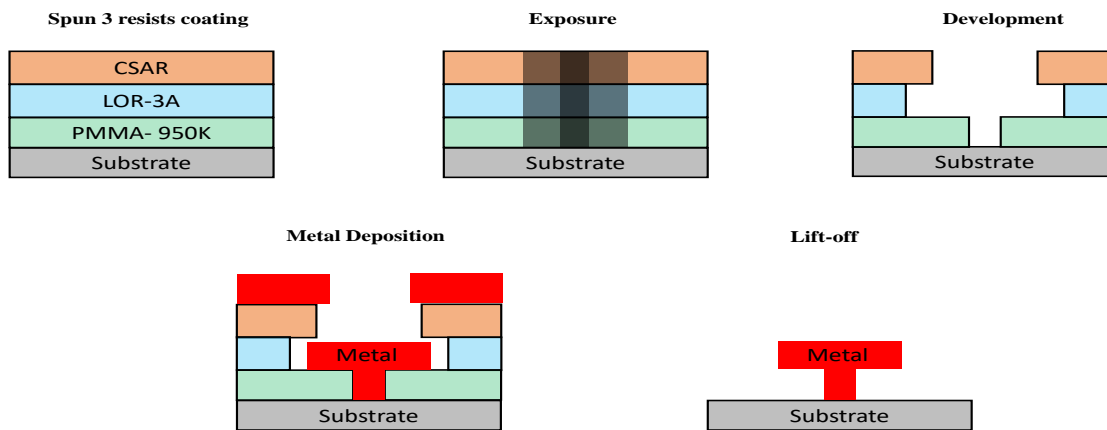 Spun 3 resists coating
Exposure
Development
CSAR
LOR-3A
PMMA- 950K
Substrate
Substrate
Substrate
Metal Deposition
Lift-off
Metal
Substrate
Metal
Substrate